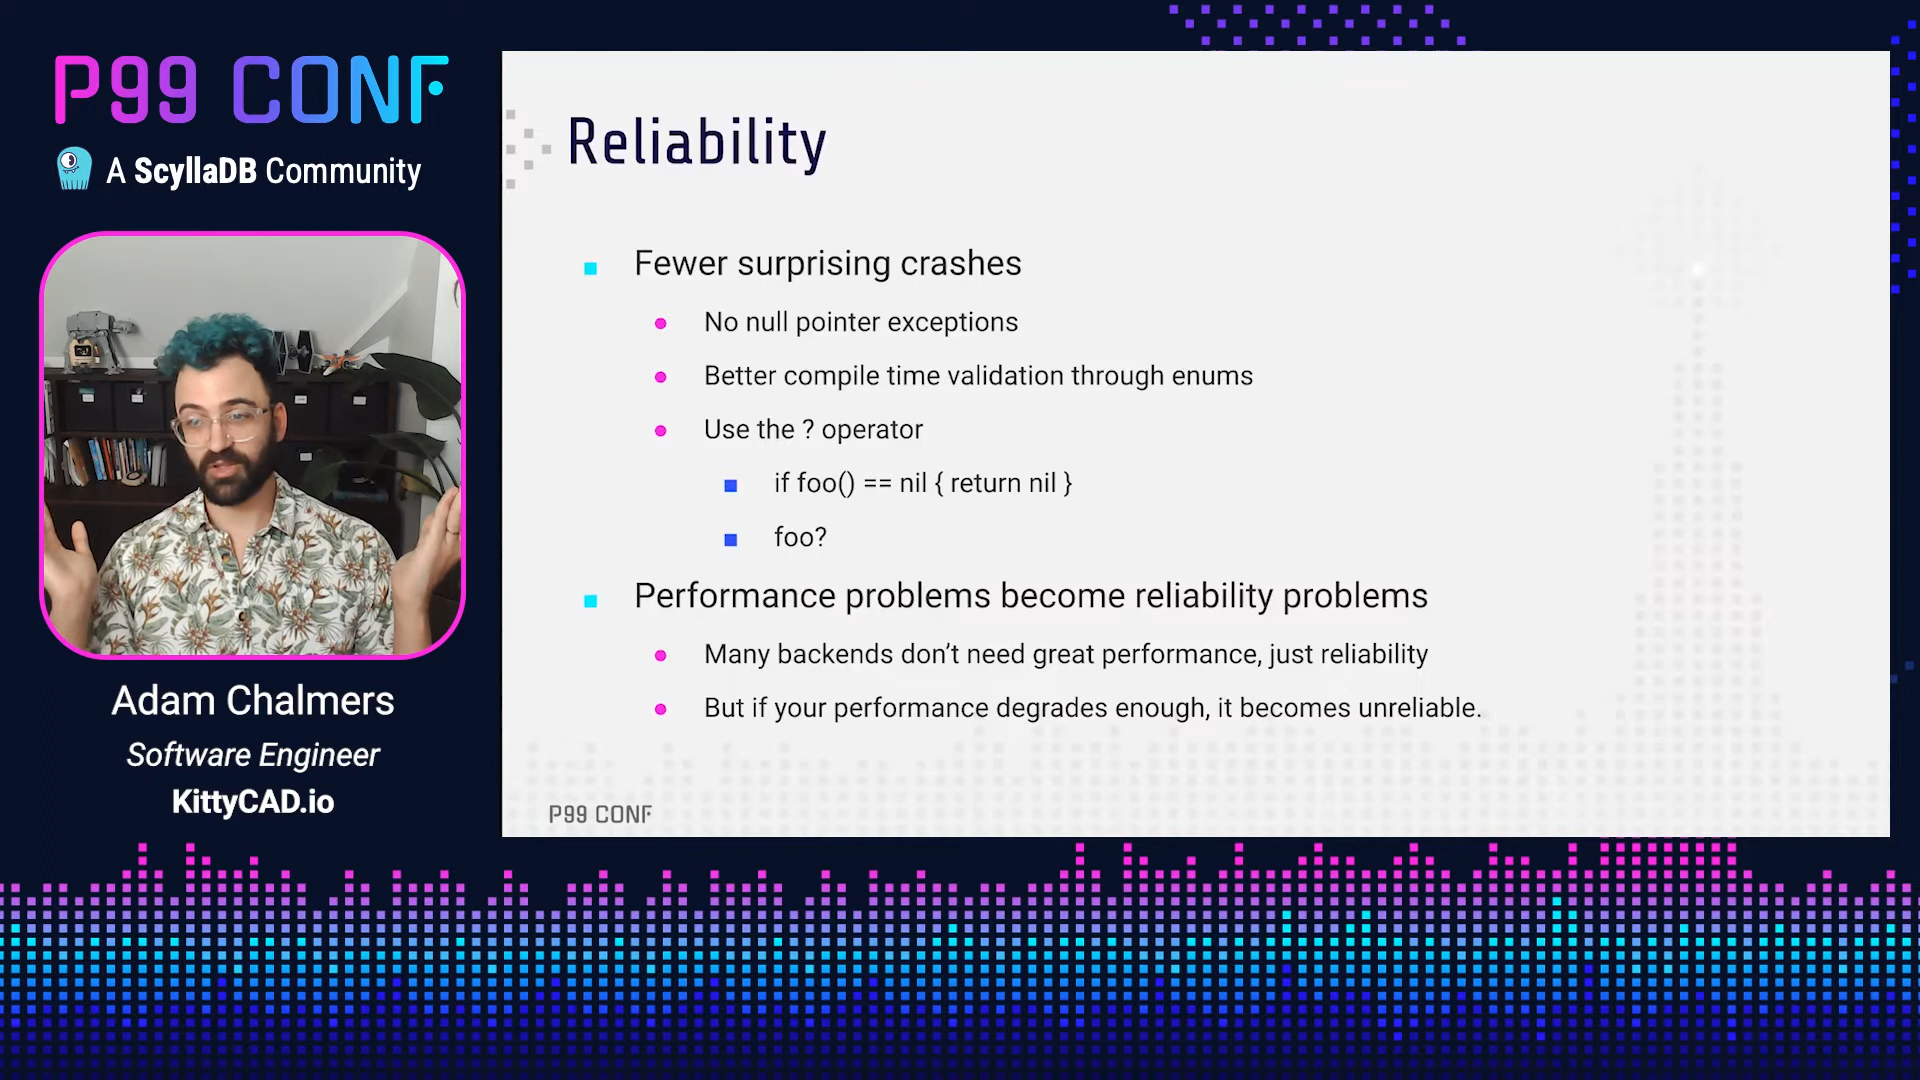 P99 CONF
A ScyllaDB Community
Adam Chalmers
Software Engineer
KittyCAD.io
Reliability
Fewer surprising crashes
No null pointer exceptions
Better compile time validation through enums
Use the ? operator
if foo() == nil { return nil }
foo?
Performance problems become reliability problems
Many backends don’t need great performance, just reliability
But if your performance degrades enough, it becomes unreliable.
P99 CONF